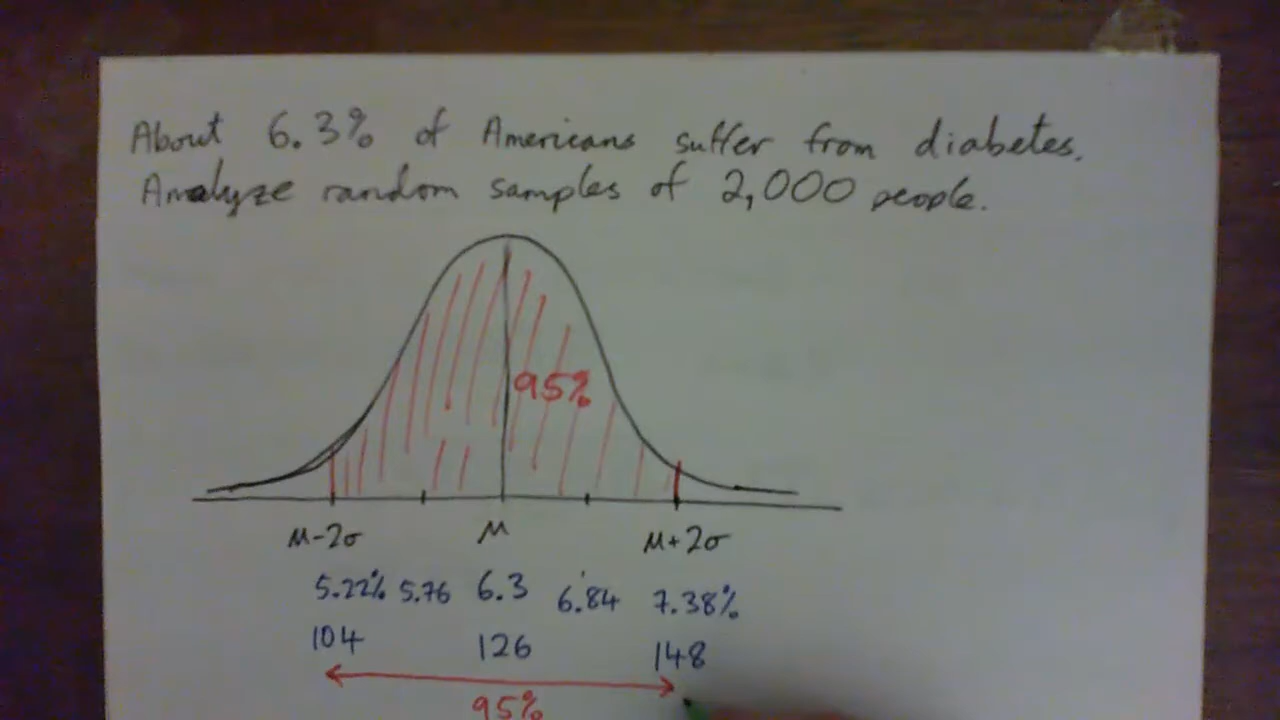 About 6.3% of Americans suffer from diabetes.
Analyze random samples of 2,000 people.
95%
μ-2σ μ μ+2σ
5.22% 5.76 6.3 6.84 7.38%
104 126 148
95%